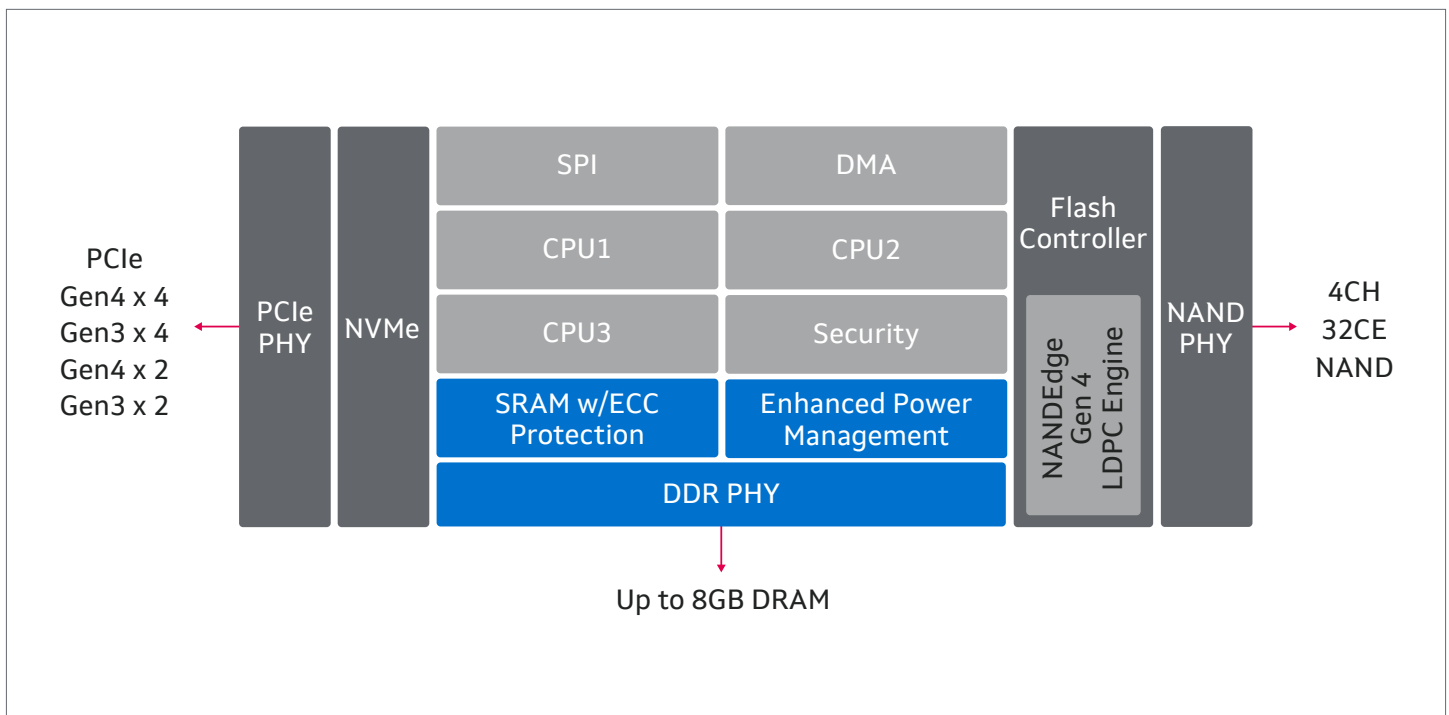 PCIe
Gen4 x 4
Gen3 x 4
Gen4 x 2
Gen3 x 2
PCIe
PHY
NVMe
SPI
DMA
CPU1
CPU2
CPU3
Security
SRAM w/ECC
Protection
Enhanced Power
Management
DDR PHY
Up to 8GB DRAM
Flash
Controller
NANDEdge
Gen 4
LDPC Engine
NAND
PHY
4CH
32CE
NAND